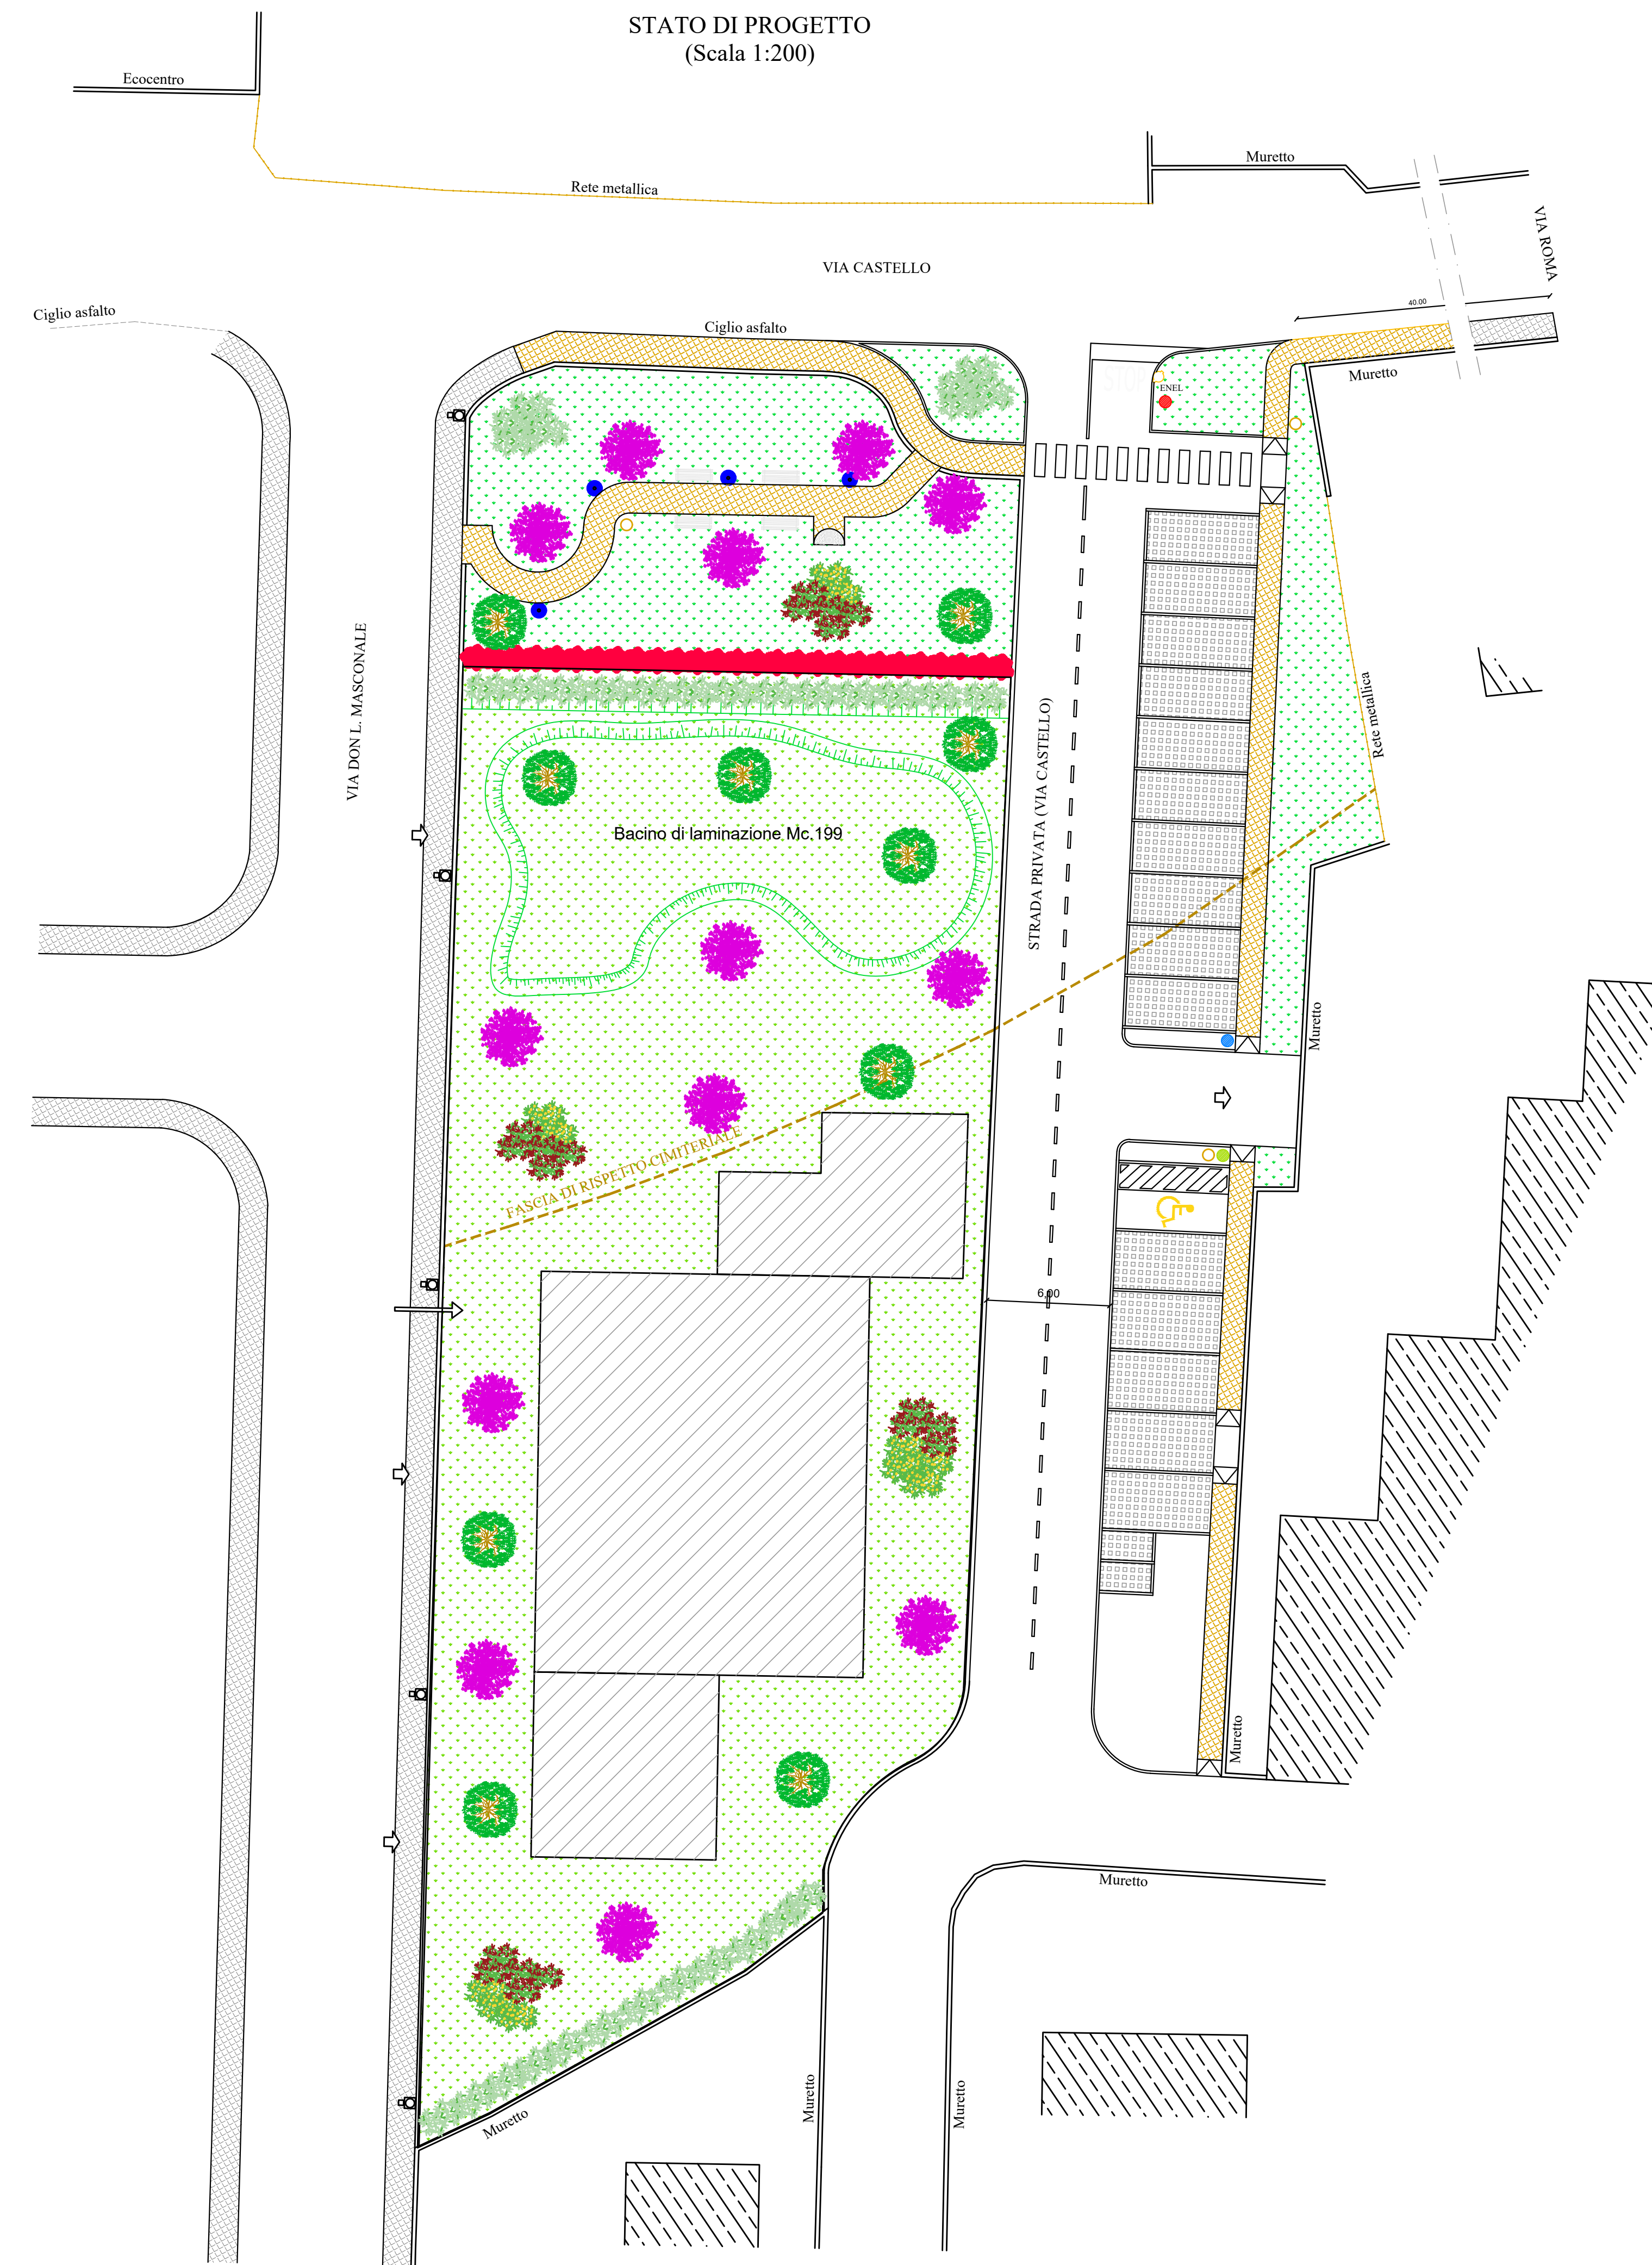 STATO DI PROGETTO
(Scala 1:200)
Ecocentro
Muretto
Rete metallica
VIA ROMA
VIA CASTELLO
40.00
Ciglio asfalto
Ciglio asfalto
Muretto
STOP
ENEL
VIA DON L. MASCONALE
Rete metallica
STRADA PRIVATA (VIA CASTELLO)
Bacino di laminazione Mc.199
Muretto
FASCIA DI RISPETTO CIMITERIALE
6.00
Muretto
Muretto
Muretto
Muretto
Muretto